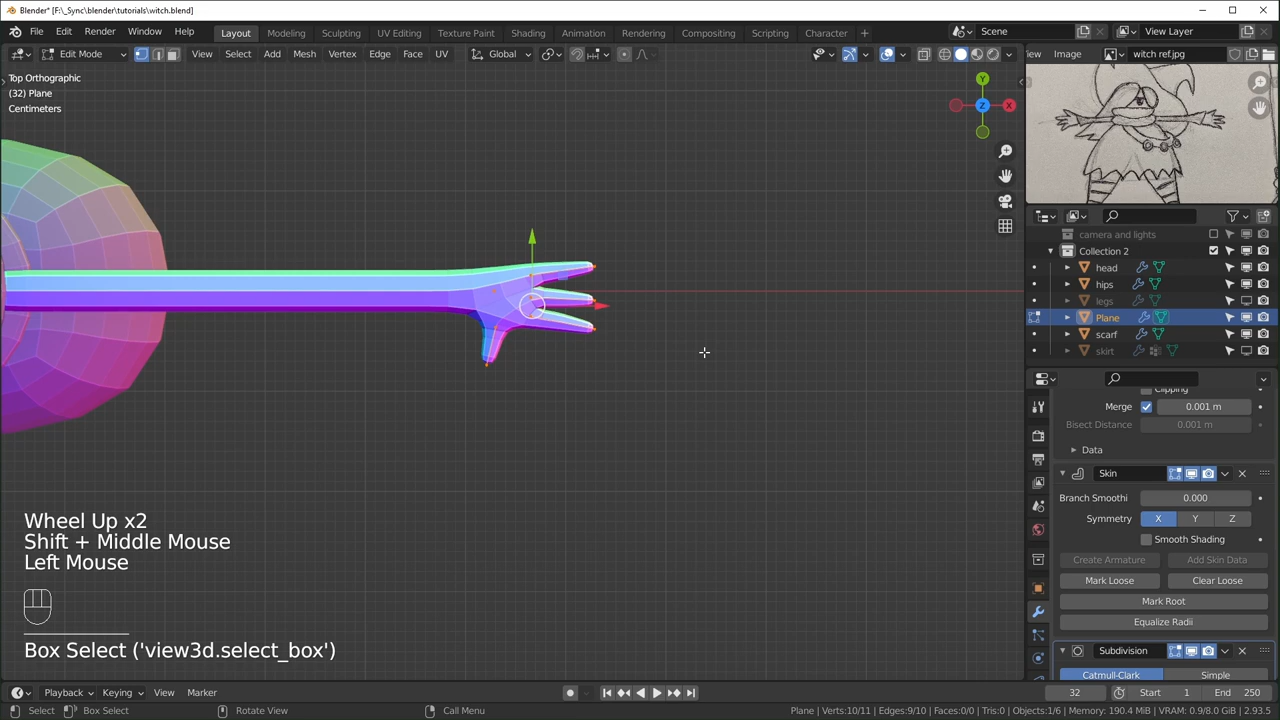 Blender* [F:\_Sync\blender\tutorials\witch.blend]
File Edit Render Window Help Layout Modeling Sculpting UV Editing Texture Paint Shading Animation Rendering Compositing Scripting Character + Scene View Layer
Edit Mode View Select Add Mesh Vertex Edge Face UV Global iew Image witch ref.jpg
Top Orthographic
(32) Plane
Centimeters
Y
Z
X
camera and lights
Collection 2
head
hips
legs
Plane
scarf
skirt
Clipping
Merge 0.001 m
Bisect Distance 0.001 m
Data
Skin
Branch Smoothi 0.000
Symmetry X Y Z
Smooth Shading
Create Armature Add Skin Data
Mark Loose Clear Loose
Mark Root
Equalize Radii
Subdivision
Catmull-Clark Simple
Wheel Up x2
Shift + Middle Mouse
Left Mouse
Box Select ('view3d.select_box')
Playback Keying View Marker 32 Start 1 End 250
Select Box Select Rotate View Call Menu Plane | Verts:10/11 | Edges:9/10 | Faces:0/0 | Tris:0 | Objects:1/6 | Memory: 190.4 MiB | VRAM: 0.9/8.0 GiB | 2.93.5